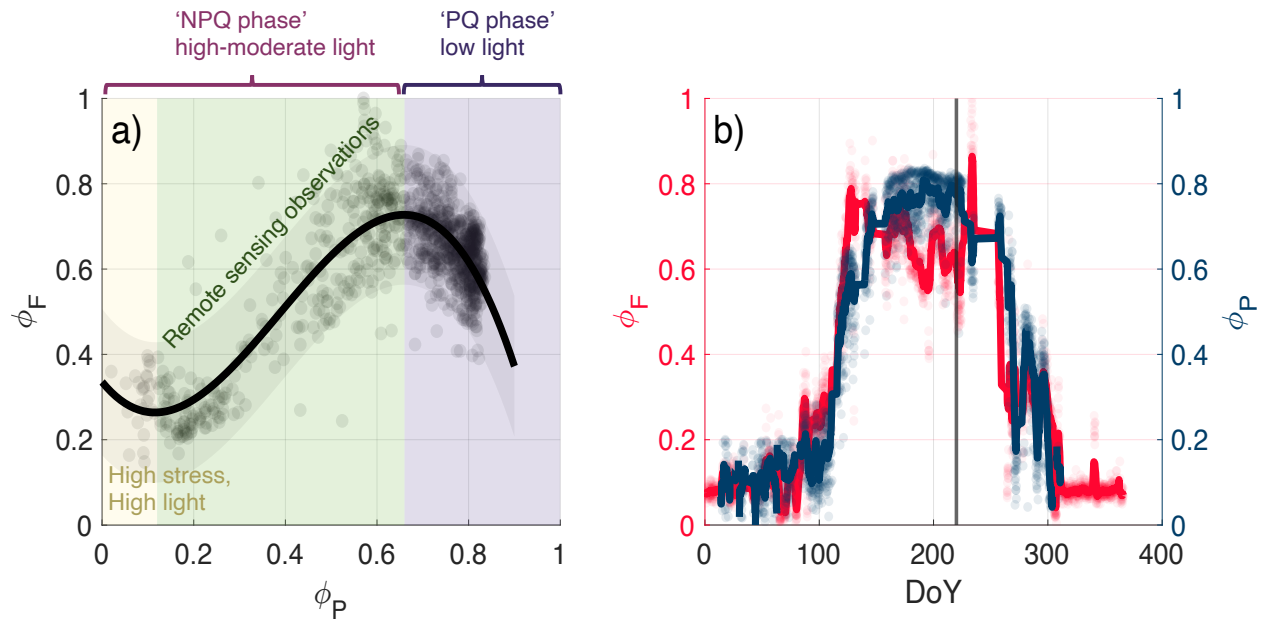 ‘NPQ phase’
high-moderate light
‘PQ phase’
low light
a)
Remote sensing observations
High stress,
High light
1
0.8
0.6
0.4
0.2
0
ϕF
0
0.2
0.4
0.6
0.8
1
ϕP
b)
1
0.8
0.6
0.4
0.2
0
ϕF
0
100
200
300
400
DoY
1
0.8
0.6
0.4
0.2
0
ϕP